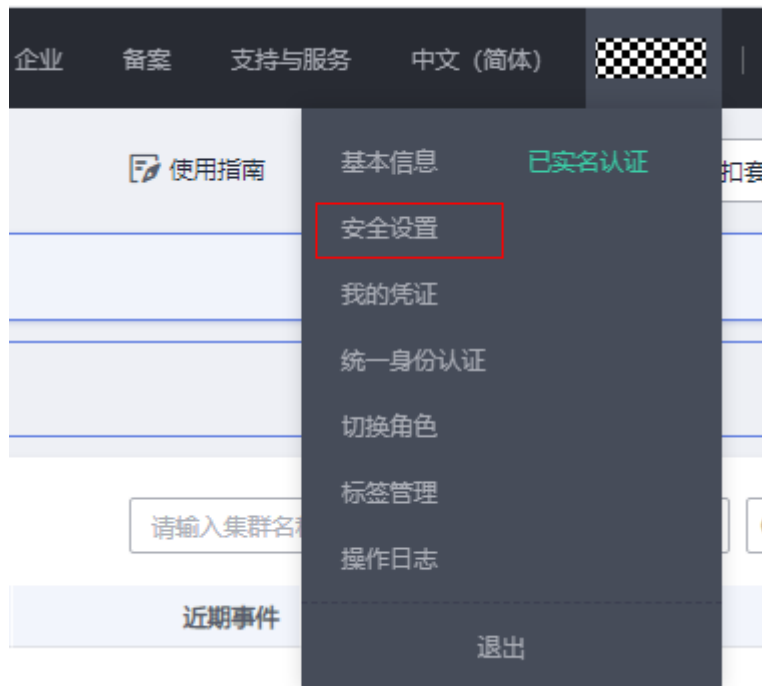 企业 备案 支持与服务 中文（简体）
使用指南
基本信息 已实名认证
安全设置
我的凭证
统一身份认证
切换角色
标签管理
操作日志
请输入集群名
近期事件
退出